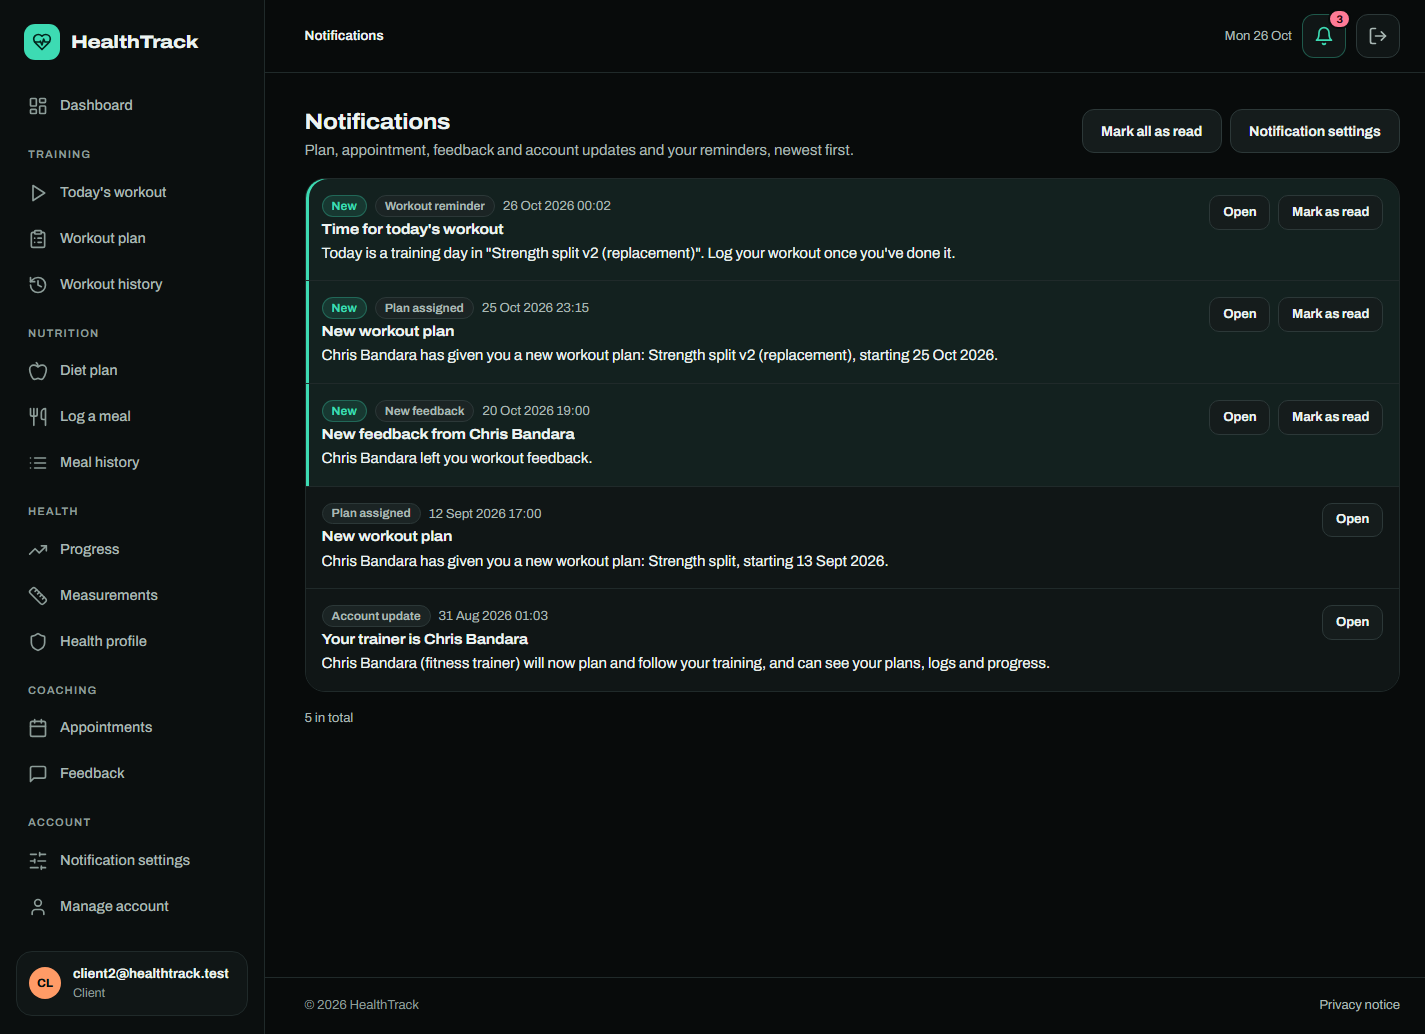 HealthTrack
Dashboard
TRAINING
Today's workout
Workout plan
Workout history
NUTRITION
Diet plan
Log a meal
Meal history
HEALTH
Progress
Measurements
Health profile
COACHING
Appointments
Feedback
ACCOUNT
Notification settings
Manage account
CL
client2@healthtrack.test
Client
Notifications
Mon 26 Oct
3
Notifications
Plan, appointment, feedback and account updates and your reminders, newest first.
Mark all as read
Notification settings
New Workout reminder 26 Oct 2026 00:02
Time for today's workout
Today is a training day in "Strength split v2 (replacement)". Log your workout once you've done it.
Open Mark as read
New Plan assigned 25 Oct 2026 23:15
New workout plan
Chris Bandara has given you a new workout plan: Strength split v2 (replacement), starting 25 Oct 2026.
Open Mark as read
New New feedback 20 Oct 2026 19:00
New feedback from Chris Bandara
Chris Bandara left you workout feedback.
Open Mark as read
Plan assigned 12 Sept 2026 17:00
New workout plan
Chris Bandara has given you a new workout plan: Strength split, starting 13 Sept 2026.
Open
Account update 31 Aug 2026 01:03
Your trainer is Chris Bandara
Chris Bandara (fitness trainer) will now plan and follow your training, and can see your plans, logs and progress.
Open
5 in total
© 2026 HealthTrack
Privacy notice